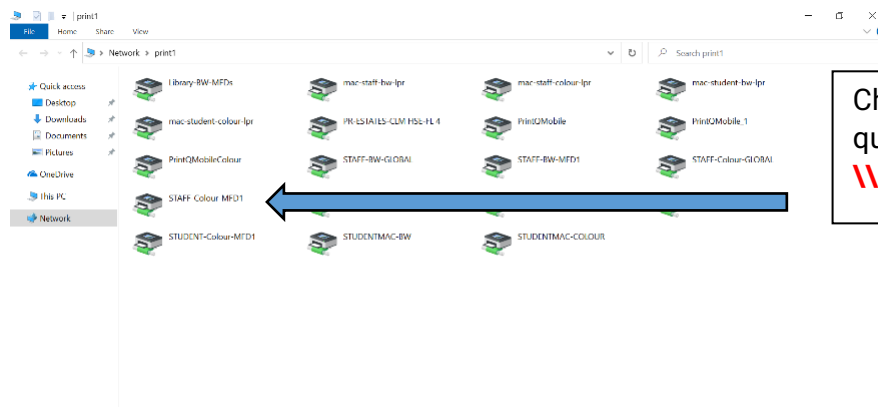 print1
File Home Share View
Network > print1
Search print1
Quick access
Desktop
Downloads
Documents
Pictures
OneDrive
This PC
Network
Library-BW-MFDs mac-staff-bw-lpr mac-staff-colour-lpr mac-student-bw-lpr
mac-student-colour-lpr PR-ESTATES-CLM HSE-FL 4 PrintQMobile PrintQMobile_1
PrintQMobileColour STAFF-BW-GLOBAL STAFF-BW-MFD1 STAFF-Colour-GLOBAL
STAFF-Colour-MFD1
STUDENT-Colour-MFD1 STUDENTMAC-BW STUDENTMAC-COLOUR
Ch
qu
\\